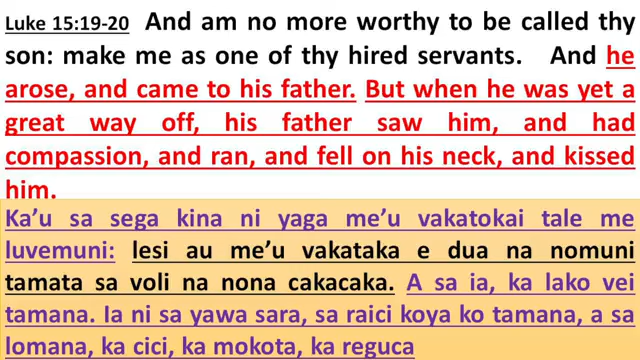 Luke 15:19-20 And am no more worthy to be called thy
son: make me as one of thy hired servants. And he
arose, and came to his father. But when he was yet a
great way off, his father saw him, and had
compassion, and ran, and fell on his neck, and kissed
him.
Ka’u sa sega kina ni yaga me’u vakatokai tale me
luvemuni: lesi au me’u vakataka e dua na nomuni
tamata sa voli na nona cakacaka. A sa ia, ka lako vei
tamana. Ia ni sa yawa sara, sa raici koya ko tamana, a sa
lomana, ka cici, ka mokota, ka reguca